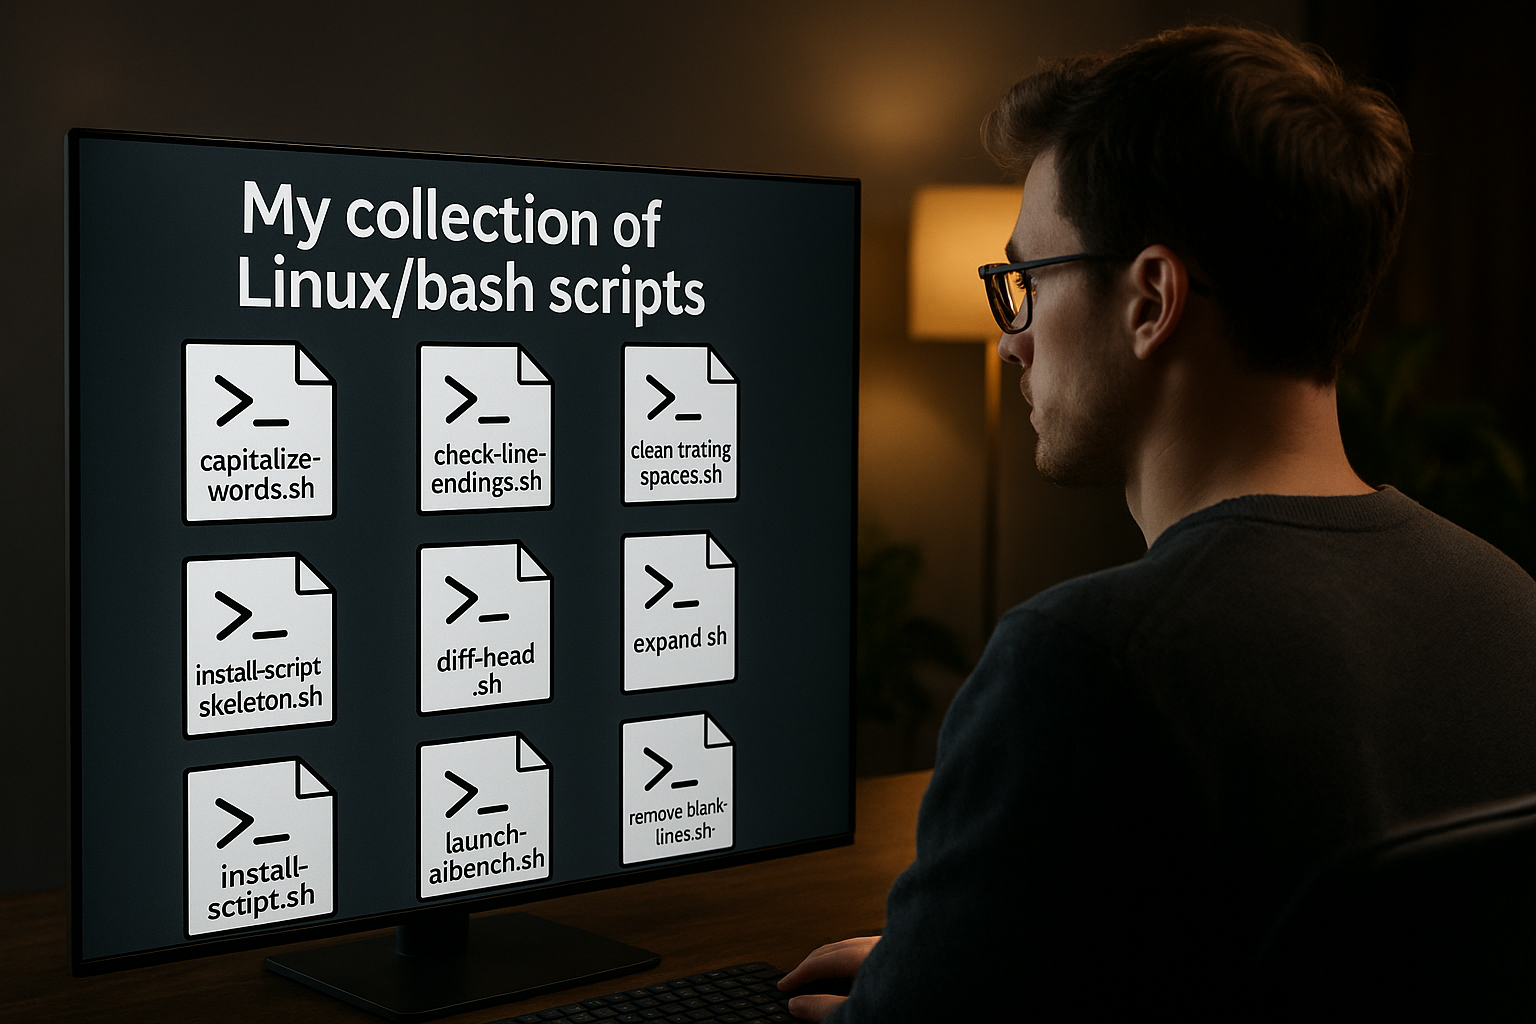 My collection of
Linux/bash scripts
>_
capitalize-
words.sh
>_
check-line-
endings.sh
>_
clean trating
spaces.sh
>_
install-script
skeleton.sh
>_
diff-head
.sh
>_
expand sh
>_
install-
sctipt.sh
>_
launch-
aibench.sh
>_
remove blank-
lines.sh-